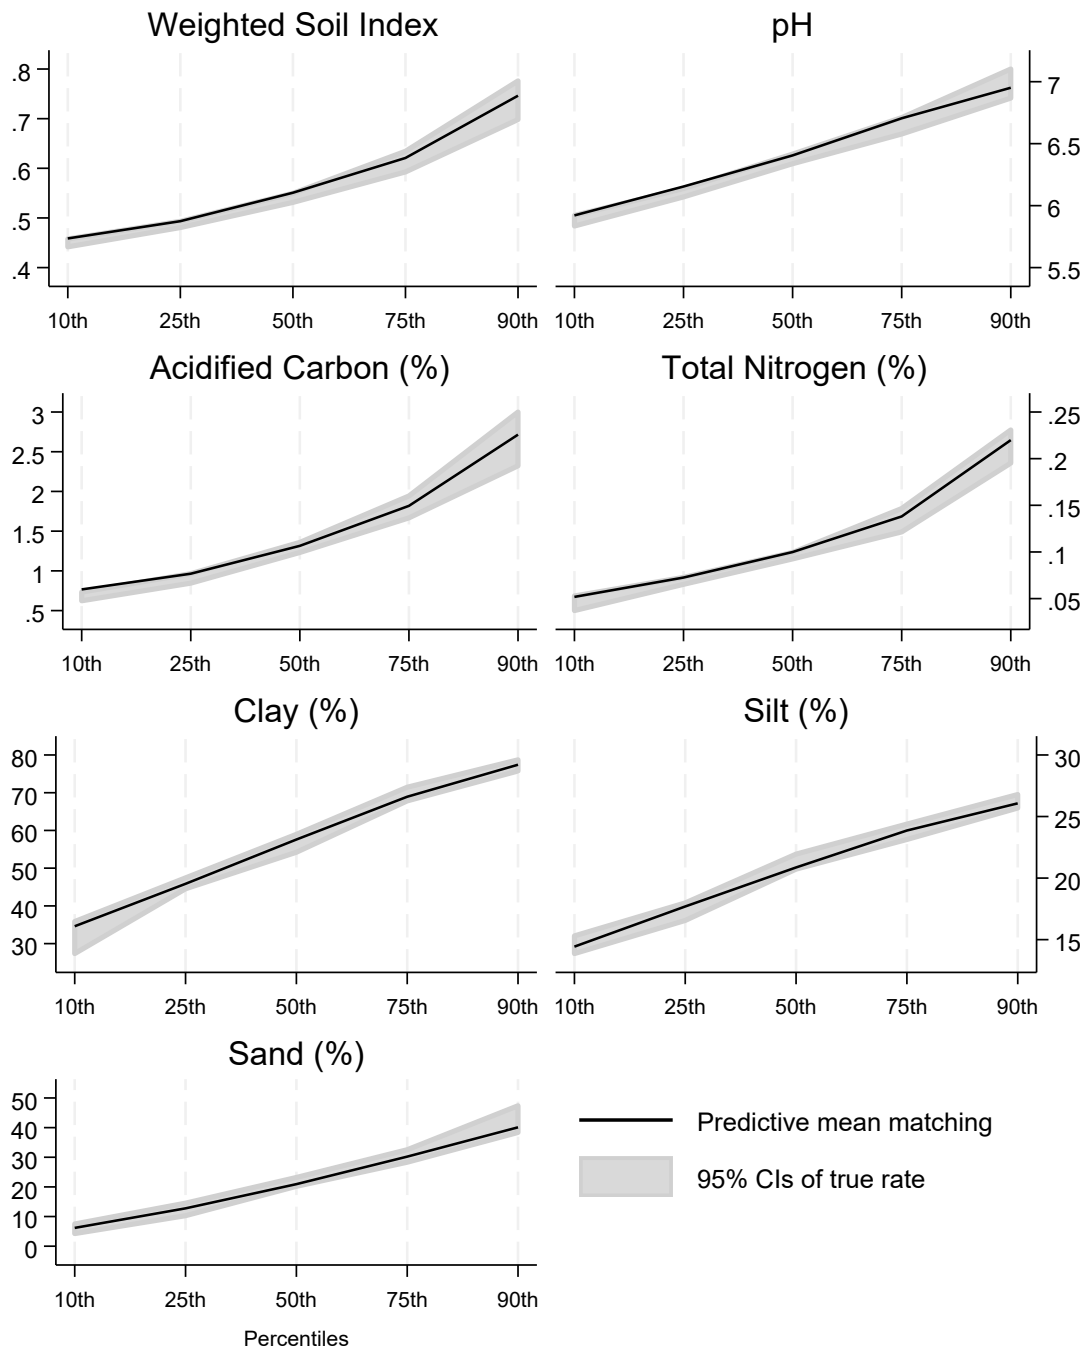 Weighted Soil Index
.8
.7
.6
.5
.4
10th 25th 50th 75th 90th
pH
7
6.5
6
5.5
10th 25th 50th 75th 90th
Acidified Carbon (%)
3
2.5
2
1.5
1
.5
10th 25th 50th 75th 90th
Total Nitrogen (%)
.25
.2
.15
.1
.05
10th 25th 50th 75th 90th
Clay (%)
80
70
60
50
40
30
10th 25th 50th 75th 90th
Silt (%)
30
25
20
15
10th 25th 50th 75th 90th
Sand (%)
50
40
30
20
10
0
10th 25th 50th 75th 90th
Percentiles
Predictive mean matching
95% CIs of true rate